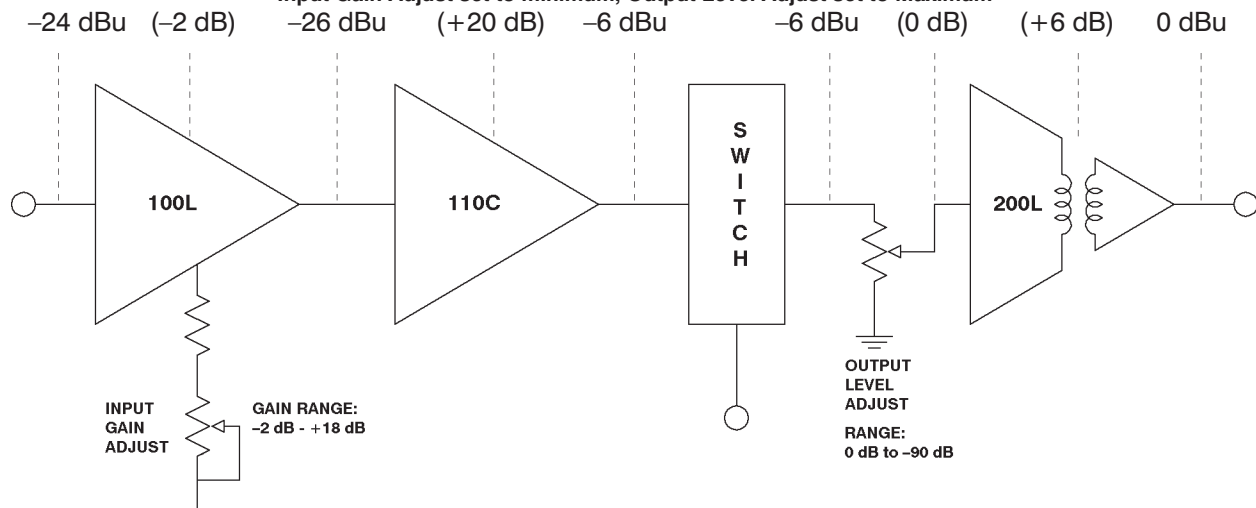 Input Gain Adjust set to Minimum, Output Level Adjust set to Maximum
−24 dBu (−2 dB) −26 dBu (+20 dB) −6 dBu −6 dBu (0 dB) (+6 dB) 0 dBu
100L
110C
S
W
I
T
C
H
200L
INPUT
GAIN
ADJUST
GAIN RANGE:
−2 dB - +18 dB
OUTPUT
LEVEL
ADJUST
RANGE:
0 dB to −90 dB